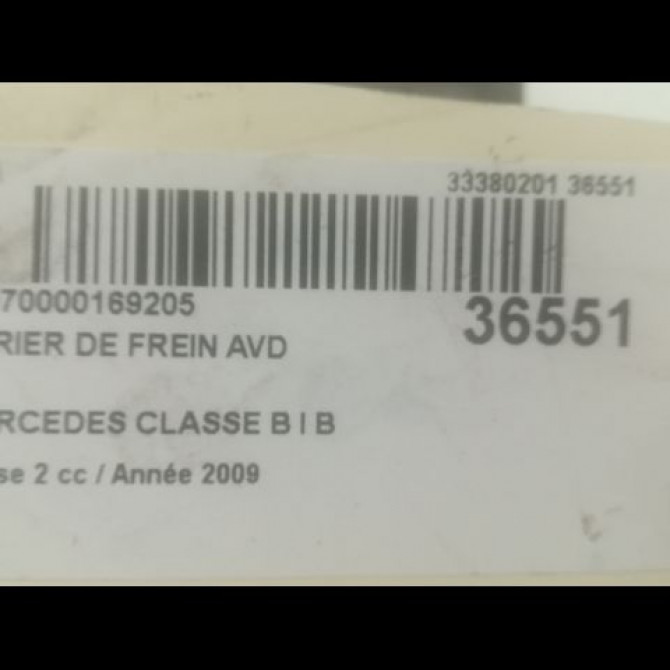 33380201 36551
70000169205
36551
RIER DE FREIN AVD
RCEDES CLASSE B I B
se 2 cc / Année 2009